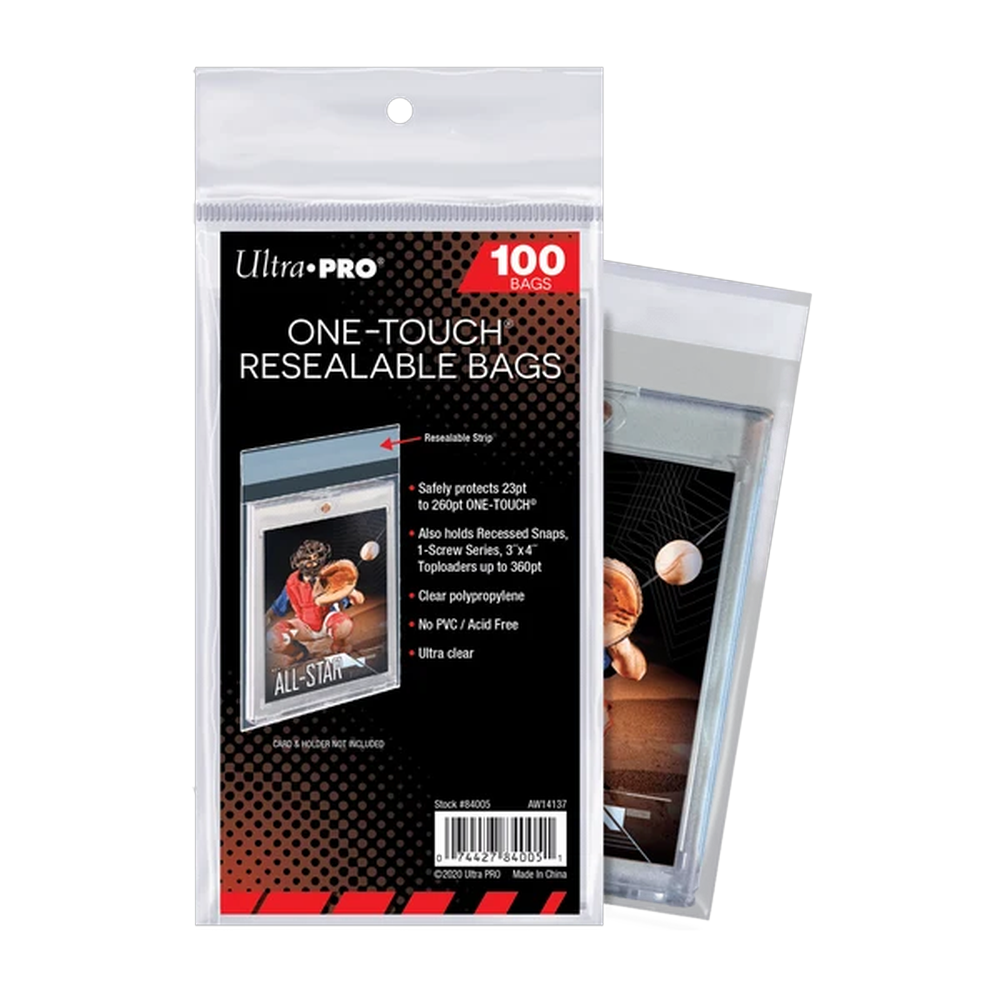 Ultra•PRO®
100
BAGS
ONE-TOUCH®
RESEALABLE BAGS
Resealable Strip
• Safely protects 23pt
to 260pt ONE-TOUCH®
• Also holds Recessed Snaps,
1-Screw Series, 3"x4"
Toploaders up to 360pt
• Clear polypropylene
• No PVC / Acid Free
• Ultra clear
ALL-STAR
CARD & HOLDER NOT INCLUDED
Stock #84005 AW14137
0 74427 84005 1
©2020 Ultra PRO Made in China